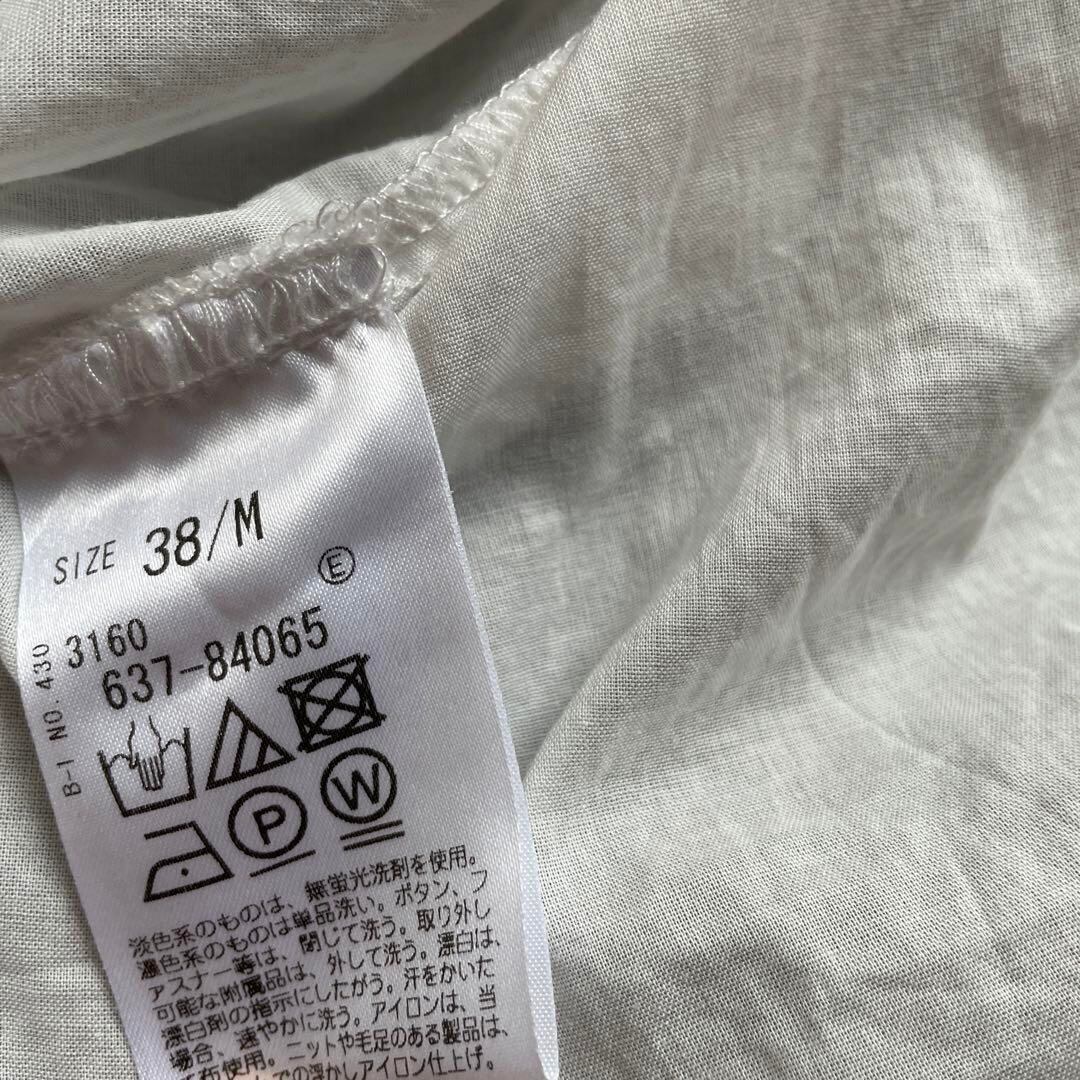 SIZE 38/M
E
B-I NO.430
3160
637-84065
P W
淡色系のものは、無蛍光洗剤を使用。
濃色系のものは単品洗い。ボタン、フ
ァスナー等は、閉じて洗う。取り外し
可能な附属品は、外して洗う。漂白は、
漂白剤の指示にしたがう。汗をかいた
場合、速やかに洗う。アイロンは、当
て布使用。ニットや毛足のある製品は、
での浮かしアイロン仕上げ。